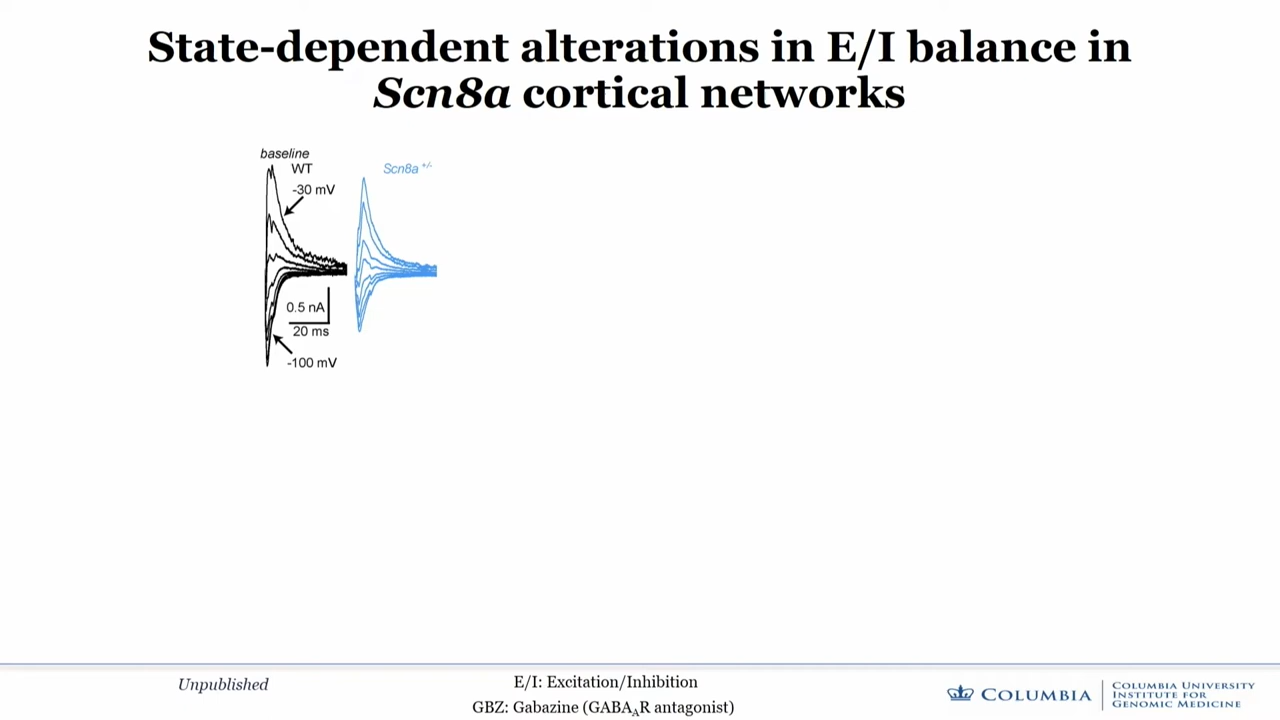 State-dependent alterations in E/I balance in
Scn8a cortical networks
baseline
WT
Scn8a +/-
-30 mV
0.5 nA
20 ms
-100 mV
Unpublished
E/I: Excitation/Inhibition
GBZ: Gabazine (GABAAR antagonist)
COLUMBIA
COLUMBIA UNIVERSITY
INSTITUTE FOR
GENOMIC MEDICINE